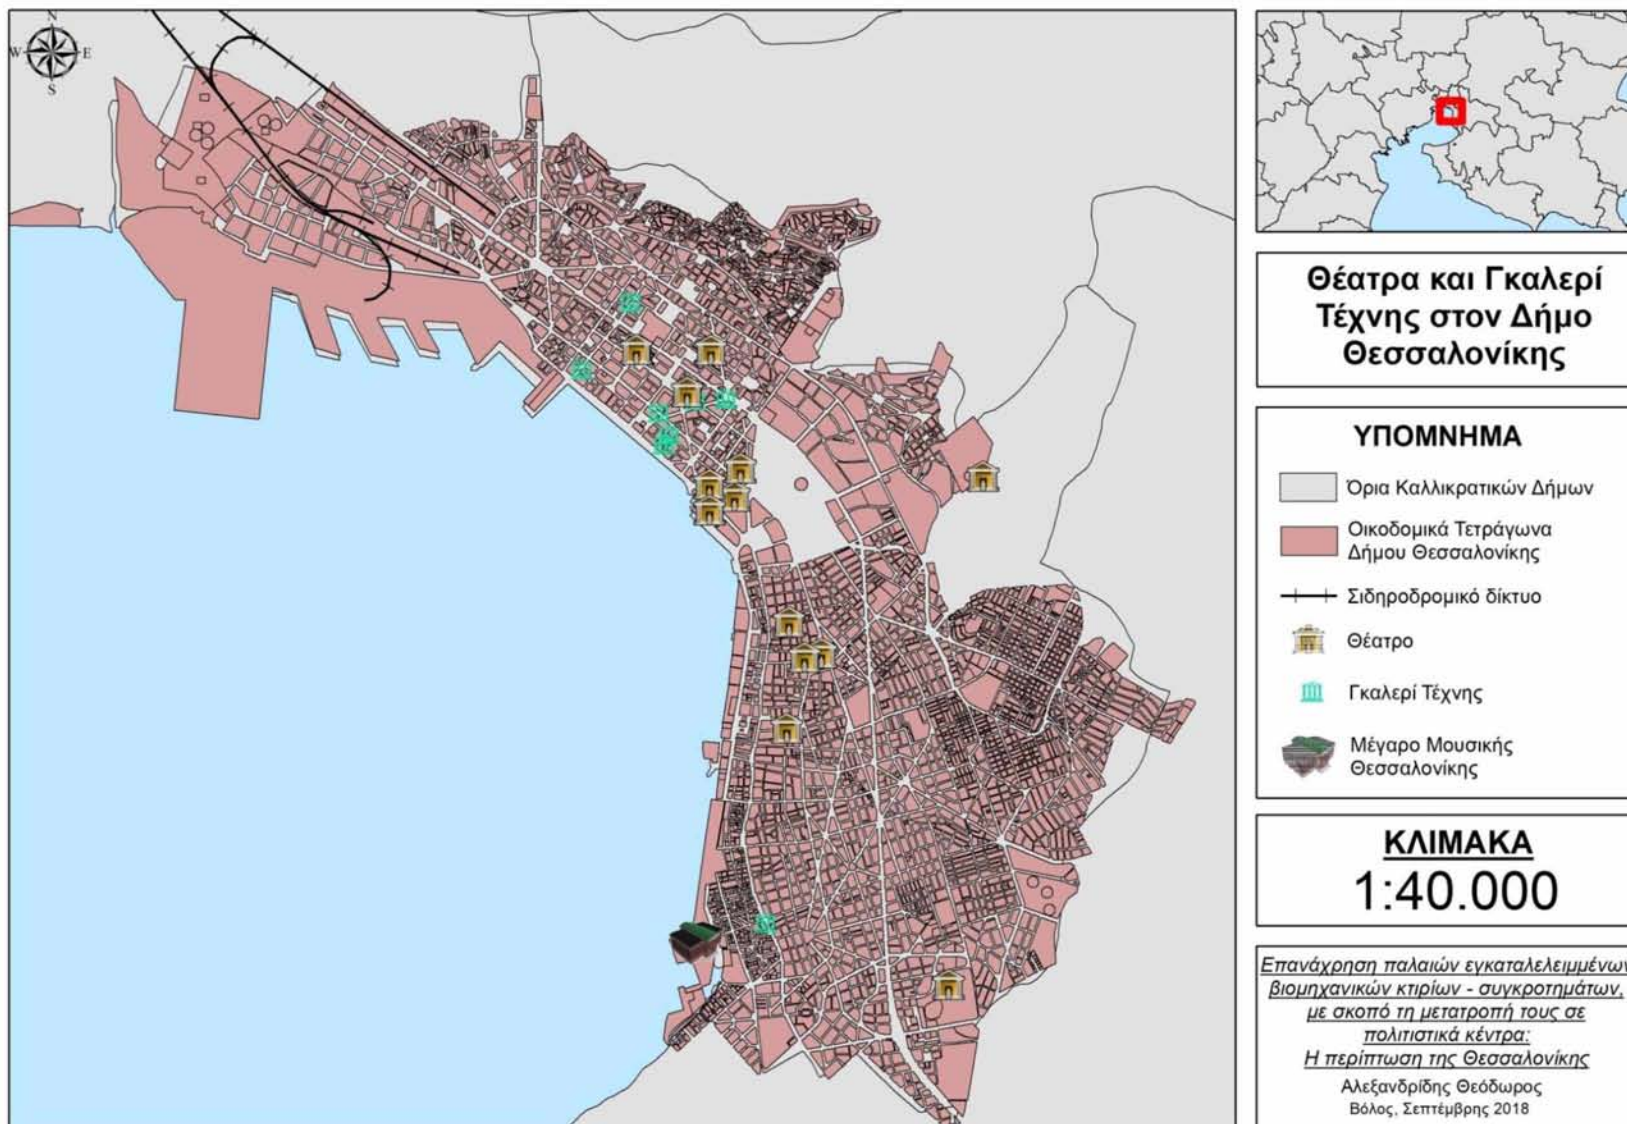 N
W
E
S
Θέατρα και Γκαλερί
Τέχνης στον Δήμο
Θεσσαλονίκης
ΥΠΟΜΝΗΜΑ
Όρια Καλλικρατικών Δήμων
Οικοδομικά Τετράγωνα
Δήμου Θεσσαλονίκης
Σιδηροδρομικό δίκτυο
Θέατρο
Γκαλερί Τέχνης
Μέγαρο Μουσικής
Θεσσαλονίκης
ΚΛΙΜΑΚΑ
1:40.000
Επανάχρηση παλαιών εγκαταλελειμμένων
βιομηχανικών κτιρίων - συγκροτημάτων,
με σκοπό τη μετατροπή τους σε
πολιτιστικά κέντρα:
Η περίπτωση της Θεσσαλονίκης
Αλεξανδρίδης Θεόδωρος
Βόλος, Σεπτέμβρης 2018